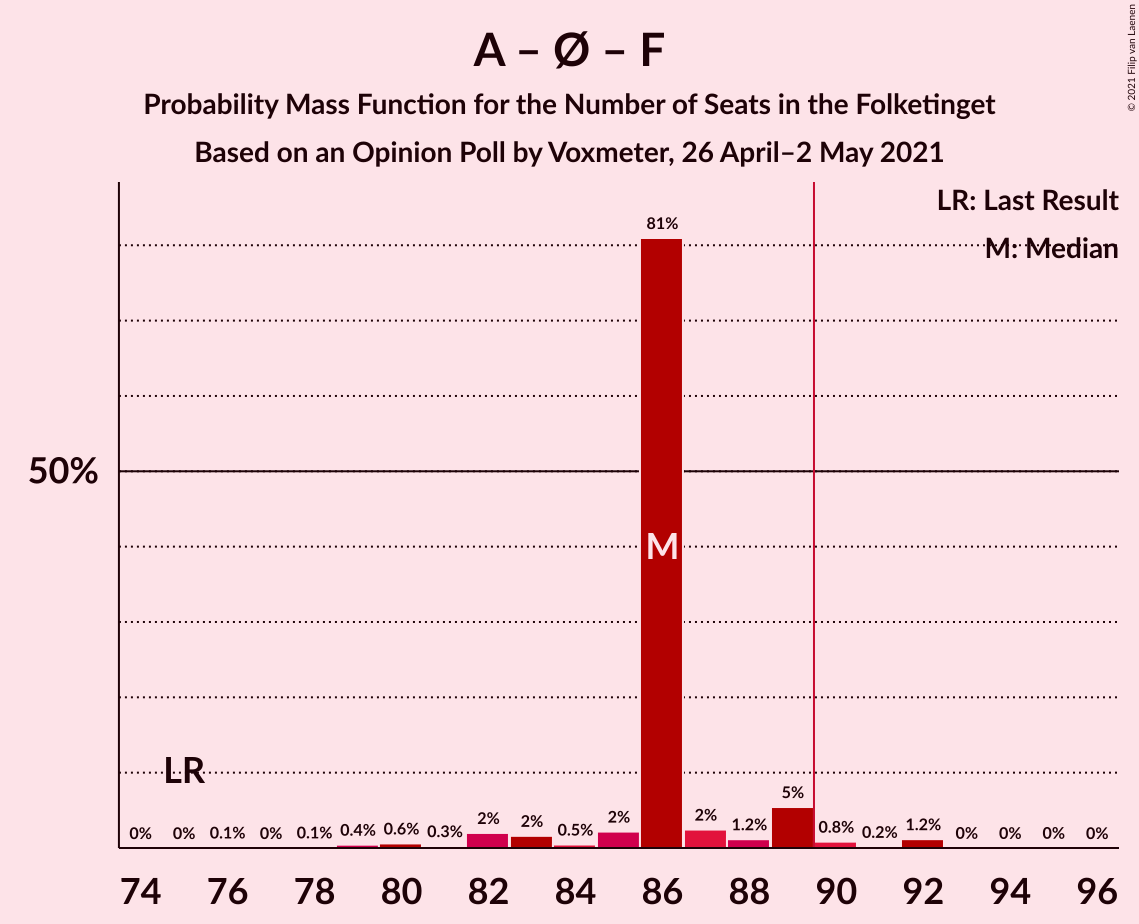 A – Ø – F
Probability Mass Function for the Number of Seats in the Folketinget
Based on an Opinion Poll by Voxmeter, 26 April–2 May 2021
© 2021 Filip van Laenen
LR: Last Result
M: Median
81%
50%
M
LR
5%
0% 0% 0.1% 0% 0.1% 0.4% 0.6% 0.3% 2% 2% 0.5% 2% 2% 1.2% 0.8% 0.2% 1.2% 0% 0% 0% 0%
74 76 78 80 82 84 86 88 90 92 94 96